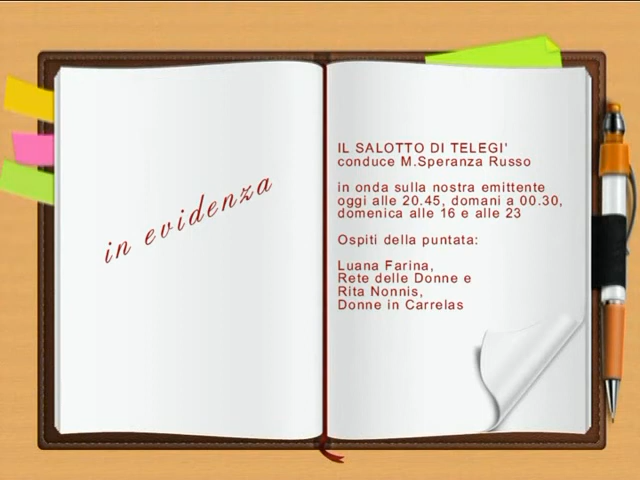 in evidenza
IL SALOTTO DI TELEGI'
conduce M.Speranza Russo
in onda sulla nostra emittente
oggi alle 20.45, domani a 00.30,
domenica alle 16 e alle 23
Ospiti della puntata:
Luana Farina,
Rete delle Donne e
Rita Nonnis,
Donne in Carrelas